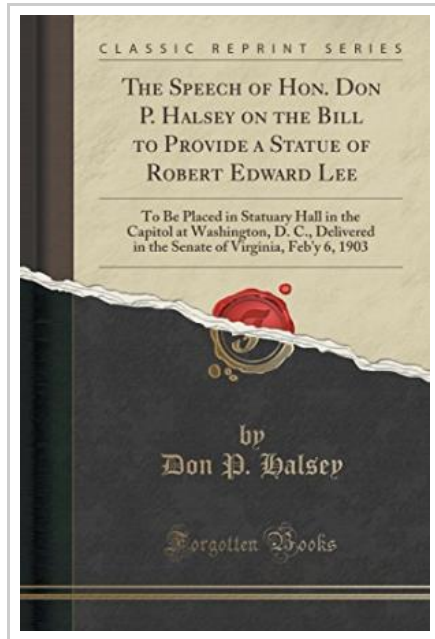 CLASSIC REPRINT SERIES
THE SPEECH OF HON. DON
P. HALSEY ON THE BILL
TO PROVIDE A STATUE OF
ROBERT EDWARD LEE
To Be Placed in Statuary Hall in the
Capitol at Washington, D. C., Delivered
in the Senate of Virginia, Feb'y 6, 1903
F
by
Don P. Halsey
Forgotten Books